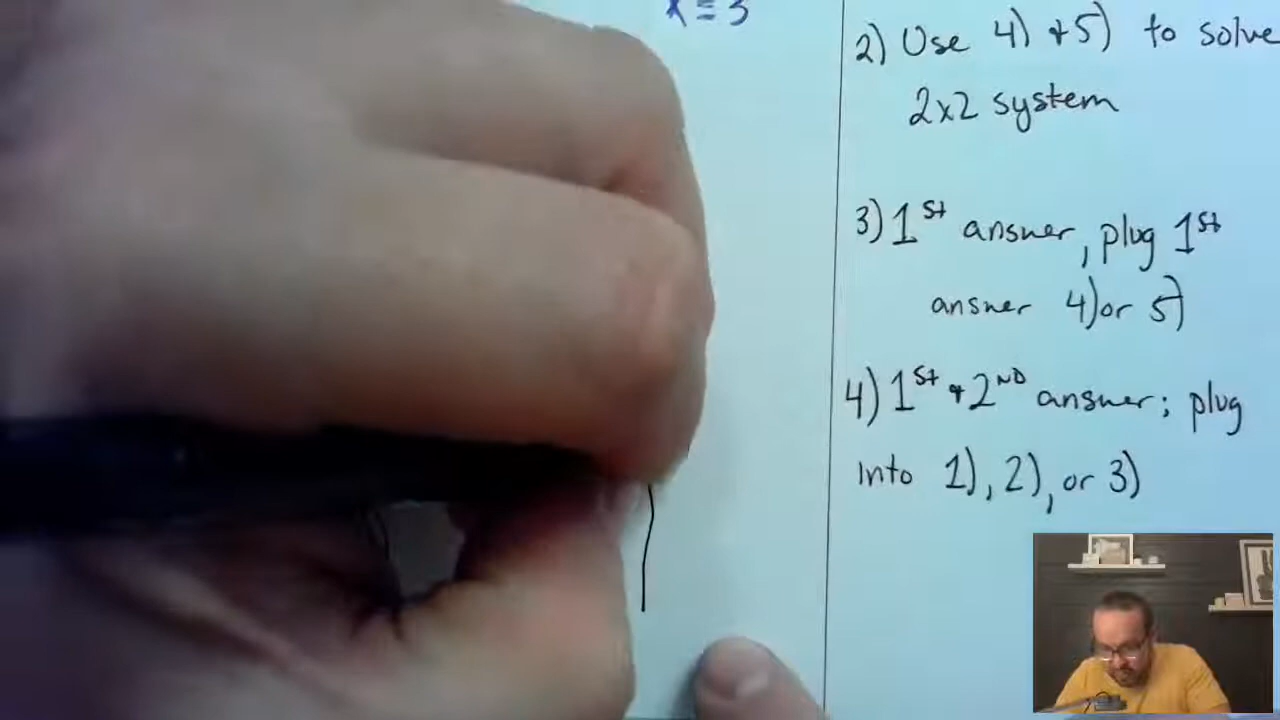 x = 3
2) Use 4) + 5) to solve
2x2 system
3) 1st answer, plug 1st
answer 4) or 5)
4) 1st + 2ND answer; plug
into 1), 2), or 3)